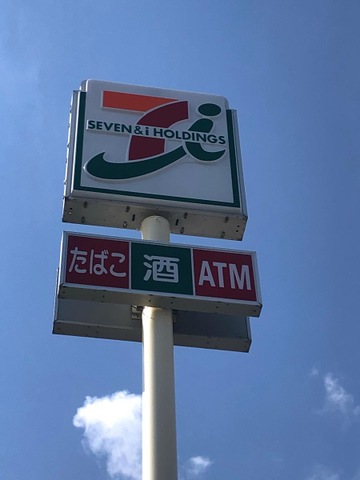 SEVEN & i HOLDINGS
たばこ 酒 ATM